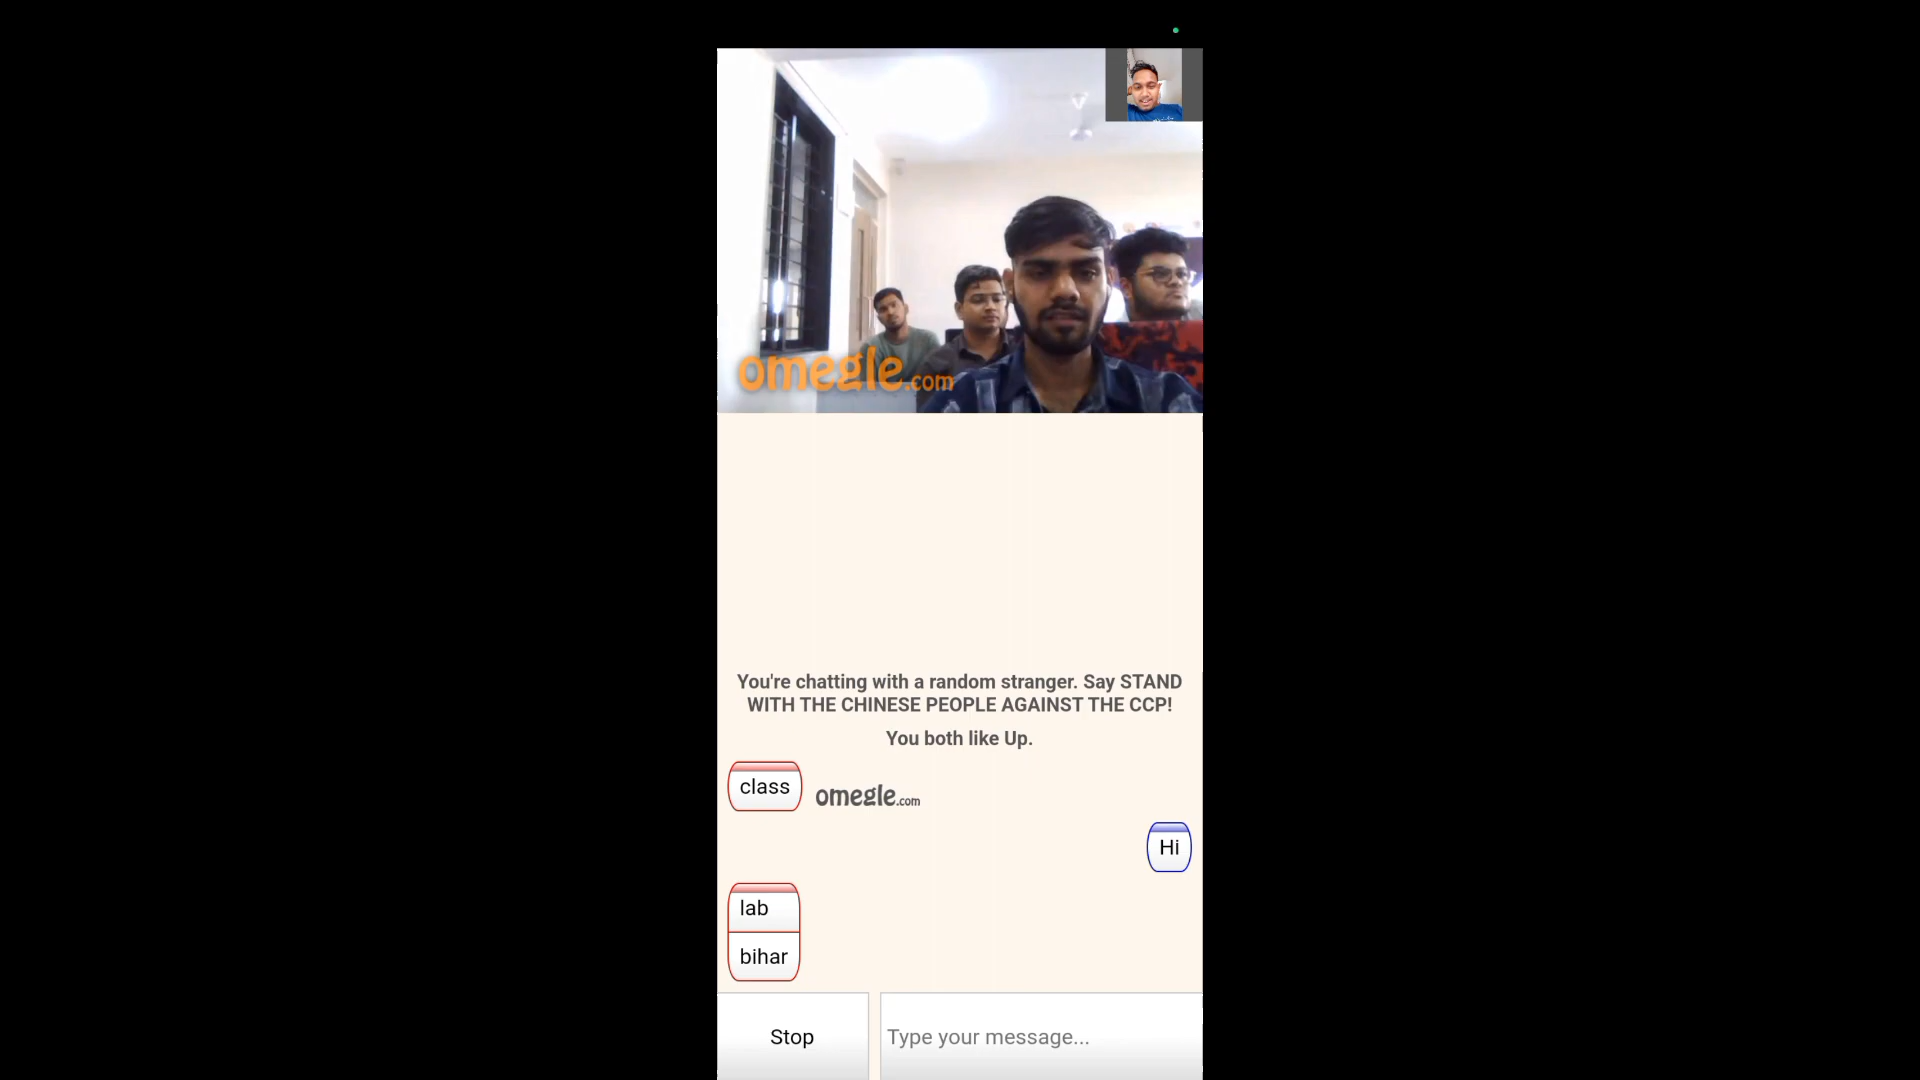 omegle.com
You're chatting with a random stranger. Say STAND
WITH THE CHINESE PEOPLE AGAINST THE CCP!
You both like Up.
class
omegle.com
Hi
lab
bihar
Stop
Type your message...